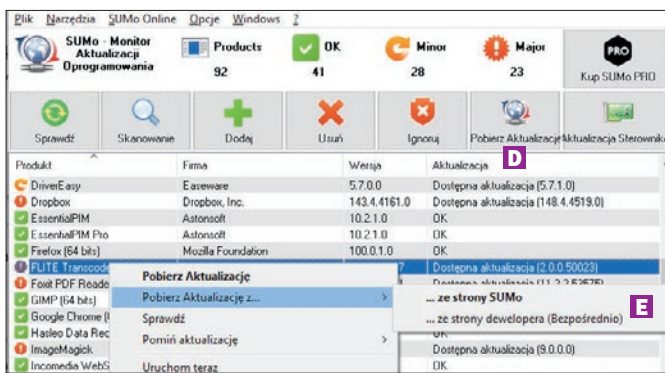 Plik Narzędzia SUMo Online Opcje Windows ?
SUMo - Monitor Aktualizacji Oprogramowania
Products 92
OK 41
Minor 28
Major 23
PRO
Kup SUMo PRO
Sprawdź Skanowanie Dodaj Usuń Ignoruj Pobierz Aktualizacje Aktualizacja Sterownik
D
Produkt Firma Wersja Aktualizacja
DriverEasy Easeware 5.7.0.0 Dostępna aktualizacja (5.7.1.0)
Dropbox Dropbox, Inc. 143.4.4161.0 Dostępna aktualizacja (148.4.4519.0)
EssentialPIM Astonsoft 10.2.1.0 OK
EssentialPIM Pro Astonsoft 10.2.1.0 OK
Firefox (64 bits) Mozilla Foundation 100.0.1.0 OK
FLITE Transcode 7 Dostępna aktualizacja (2.0.0.50023)
Foxit PDF Reade
GIMP (64 bits)
Google Chrome (
Hasleo Data Rec OK
ImageMagick Dostępna aktualizacja (9.0.0.0)
Incomedia WebS OK
Pobierz Aktualizację
Pobierz Aktualizację z...
Sprawdź
Pomiń aktualizację
Uruchom teraz
... ze strony SUMo
... ze strony dewelopera (Bezpośrednio)
E